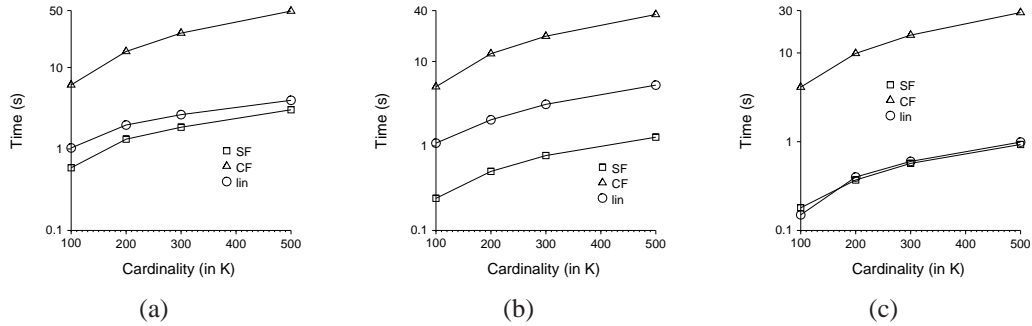 50
10
1
0.1
Time (s)
SF
CF
lin
100 200 300 400 500
Cardinality (in K)
(a)
40
10
1
0.1
Time (s)
SF
CF
lin
100 200 300 400 500
Cardinality (in K)
(b)
30
10
1
0.1
Time (s)
SF
CF
lin
100 200 300 400 500
Cardinality (in K)
(c)